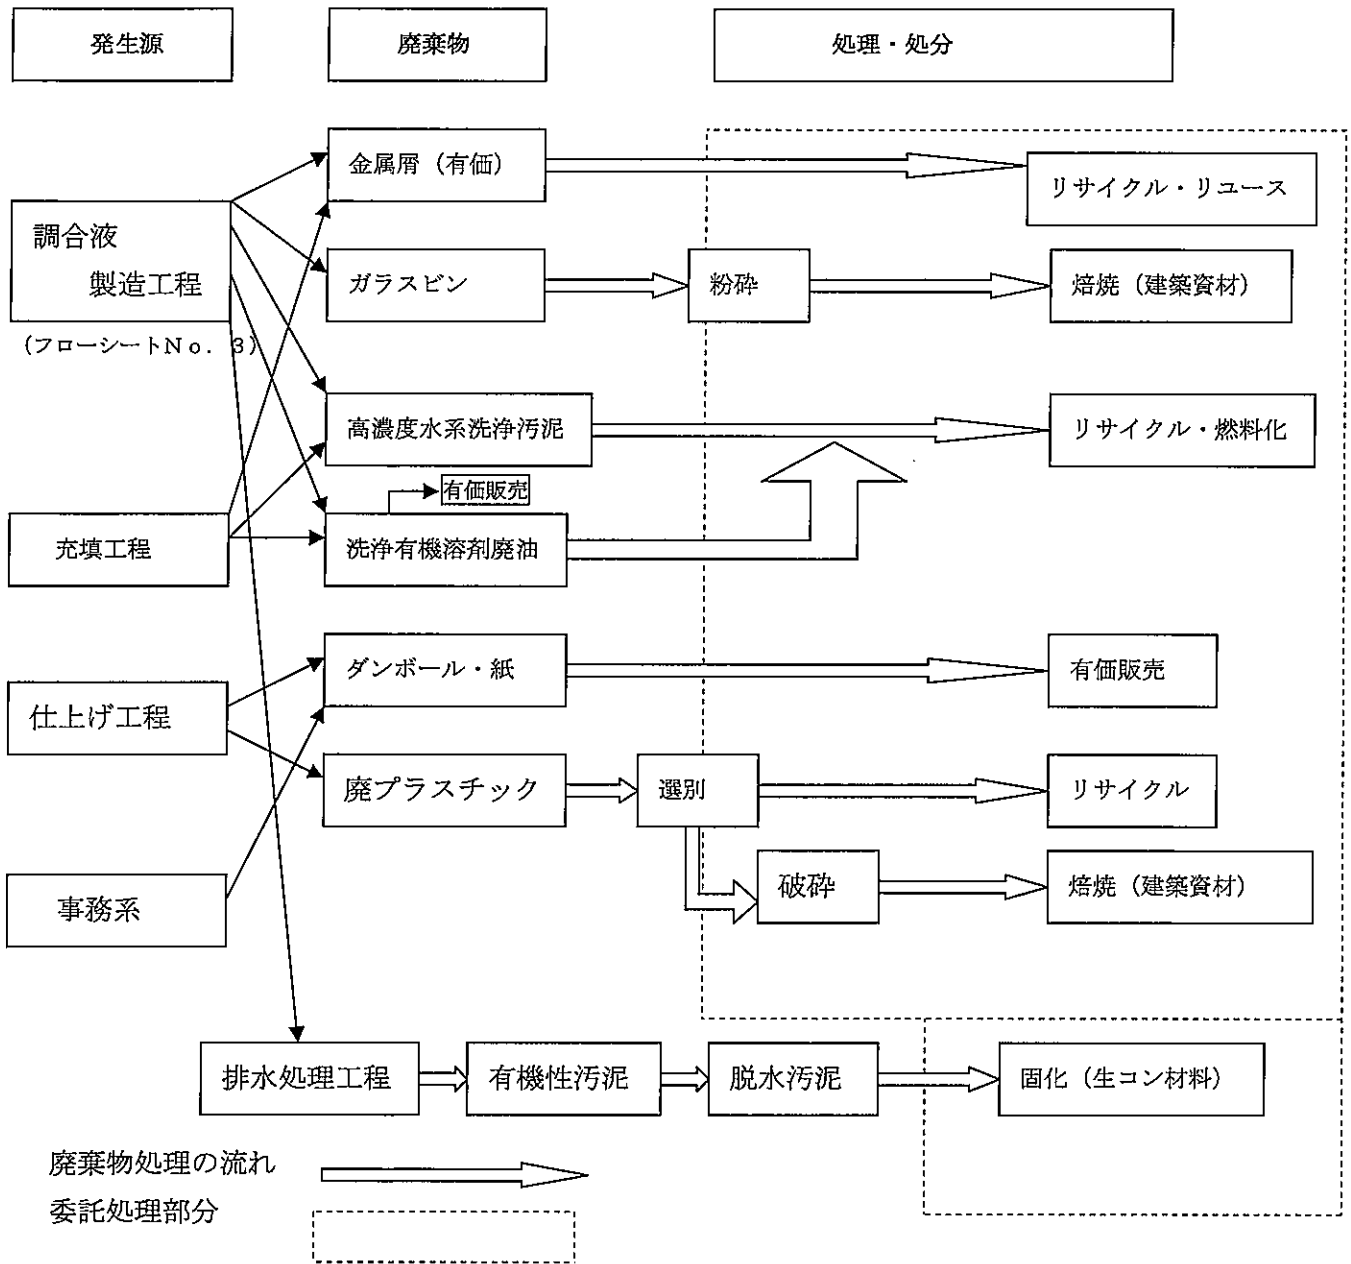 発生源
廃棄物
処理・処分
金属屑（有価）
リサイクル・リユース
調合液
製造工程
（フローシートＮｏ．３）
ガラスビン
粉砕
焙焼（建築資材）
高濃度水系洗浄汚泥
リサイクル・燃料化
有価販売
充填工程
洗浄有機溶剤廃油
ダンボール・紙
有価販売
仕上げ工程
廃プラスチック
選別
リサイクル
破砕
焙焼（建築資材）
事務系
排水処理工程
有機性汚泥
脱水汚泥
固化（生コン材料）
廃棄物処理の流れ
委託処理部分